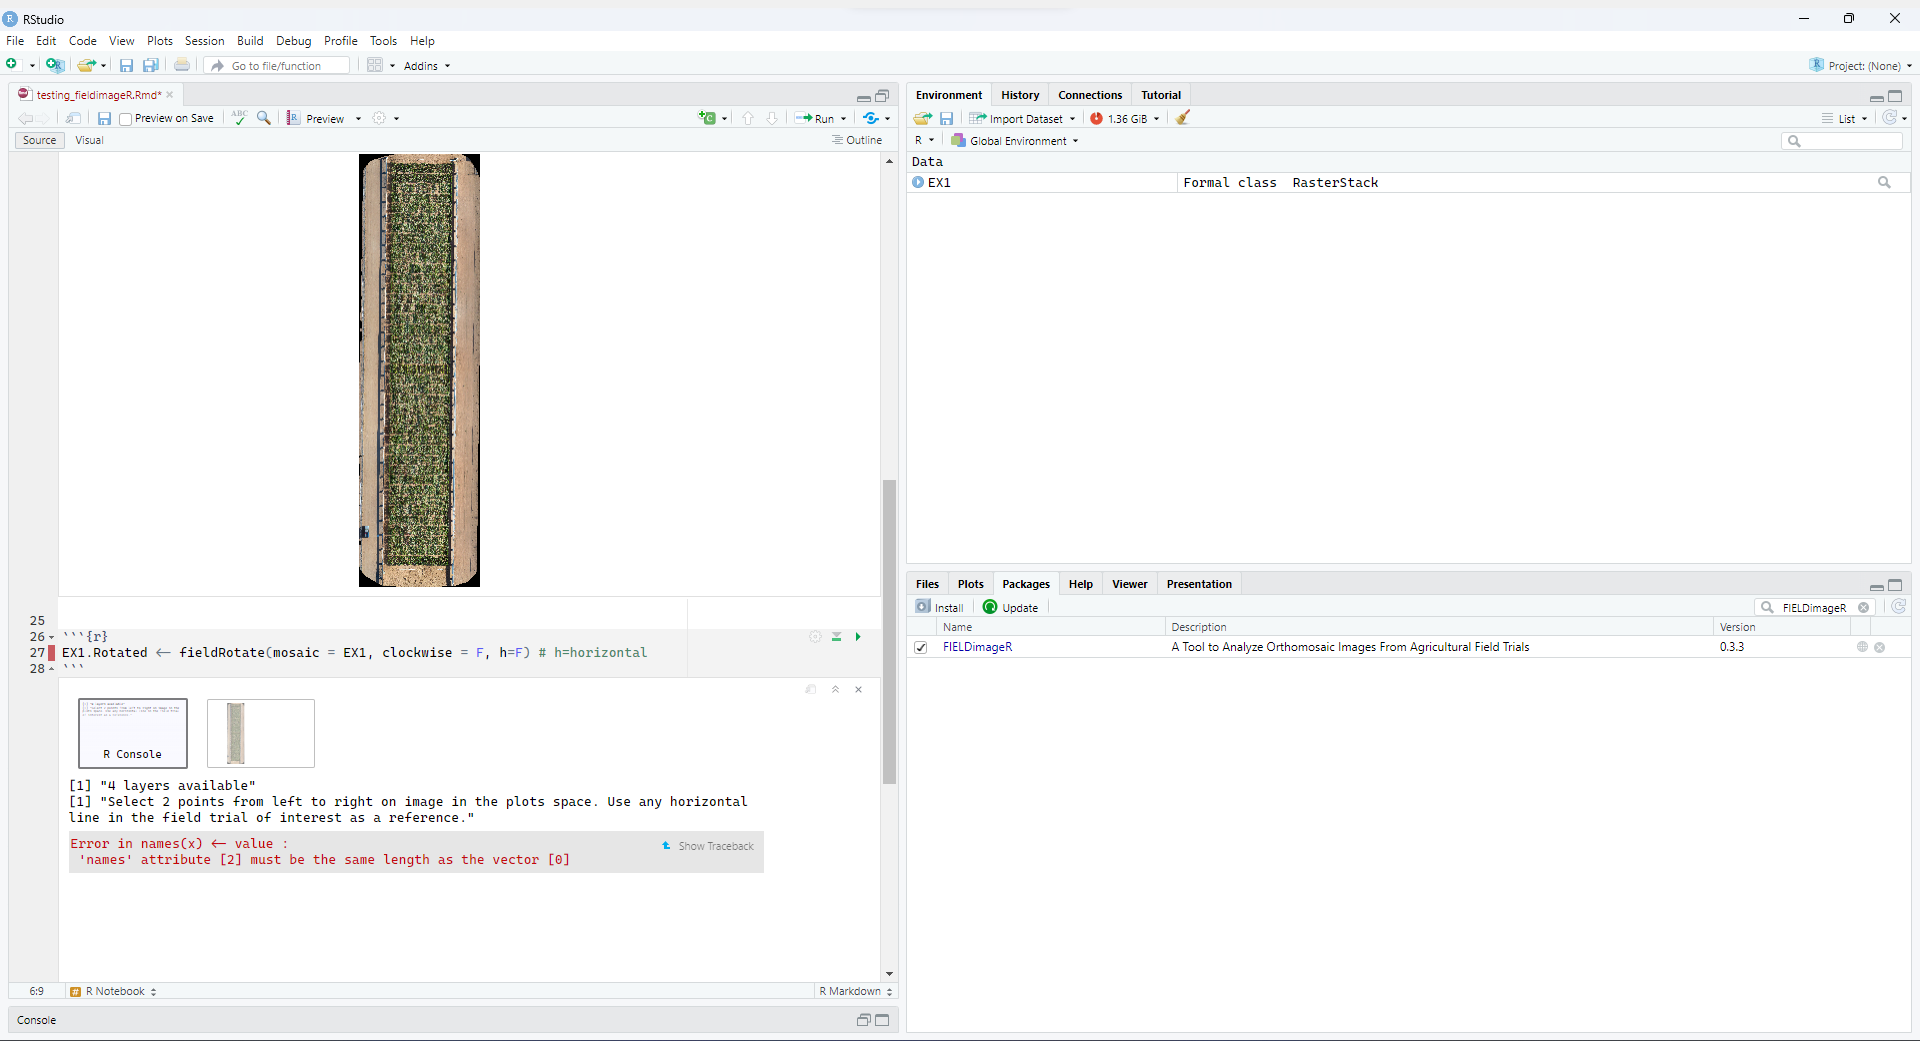 RStudio
File Edit Code View Plots Session Build Debug Profile Tools Help
Go to file/function Addins Project: (None)
testing_fieldimageR.Rmd*
Preview on Save ABC Preview Run
Source Visual Outline
25
26 ```{r}
27 EX1.Rotated <- fieldRotate(mosaic = EX1, clockwise = F, h=F) # h=horizontal
28 ```
R Console
[1] "4 layers available"
[1] "Select 2 points from left to right on image in the plots space. Use any horizontal
line in the field trial of interest as a reference."
Error in names(x) <- value :
'names' attribute [2] must be the same length as the vector [0]
Show Traceback
6:9 # R Notebook R Markdown
Console
Environment History Connections Tutorial
Import Dataset 1.36 GiB List
R Global Environment
Data
EX1 Formal class RasterStack
Files Plots Packages Help Viewer Presentation
Install Update FIELDimageR
Name Description Version
FIELDimageR A Tool to Analyze Orthomosaic Images From Agricultural Field Trials 0.3.3